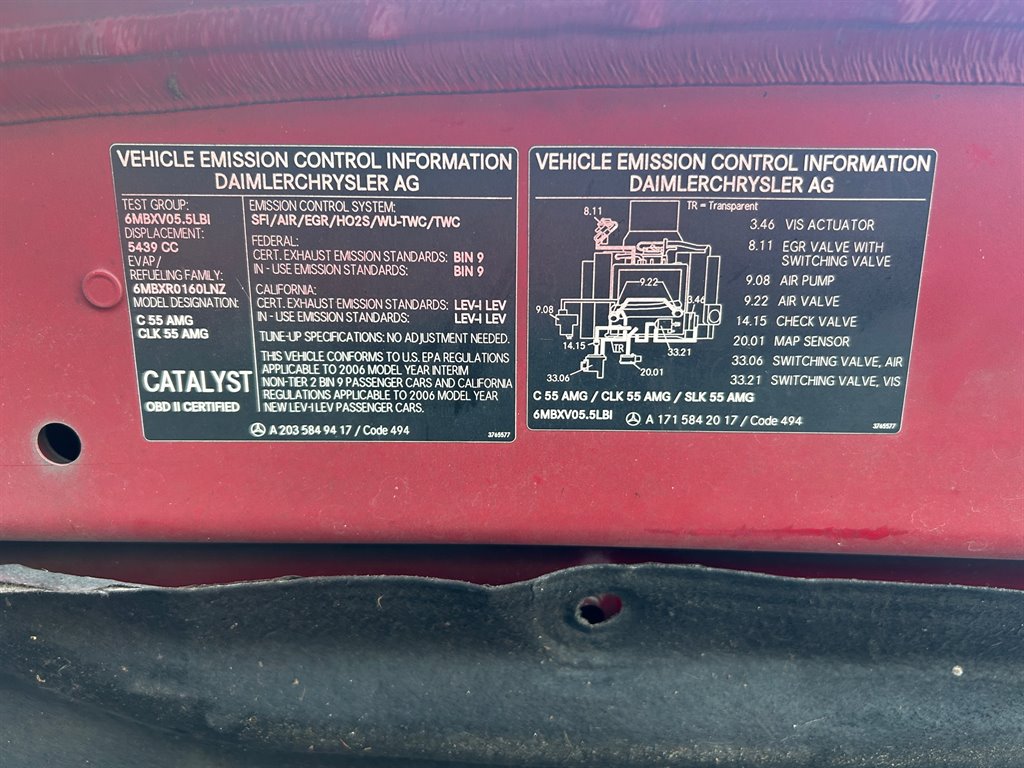 VEHICLE EMISSION CONTROL INFORMATION
DAIMLERCHRYSLER AG
TEST GROUP:
6MBXV05.5LBI
DISPLACEMENT:
5439 CC
EVAP/
REFUELING FAMILY:
6MBXR0160LNZ
MODEL DESIGNATION:
C 55 AMG
CLK 55 AMG
CATALYST
OBD II CERTIFIED
EMISSION CONTROL SYSTEM:
SFI/AIR/EGR/HO2S/WU-TWC/TWC
FEDERAL:
CERT. EXHAUST EMISSION STANDARDS: BIN 9
IN - USE EMISSION STANDARDS: BIN 9
CALIFORNIA:
CERT. EXHAUST EMISSION STANDARDS: LEV-I LEV
IN - USE EMISSION STANDARDS: LEV-I LEV
TUNE-UP SPECIFICATIONS: NO ADJUSTMENT NEEDED.
THIS VEHICLE CONFORMS TO U.S. EPA REGULATIONS
APPLICABLE TO 2006 MODEL YEAR INTERIM
NON-TIER 2 BIN 9 PASSENGER CARS AND CALIFORNIA
REGULATIONS APPLICABLE TO 2006 MODEL YEAR
NEW LEV-I LEV PASSENGER CARS.
A 203 584 94 17 / Code 494
3765577
VEHICLE EMISSION CONTROL INFORMATION
DAIMLERCHRYSLER AG
TR = Transparent
8.11
9.22
3.46
9.08
14.15
TR
33.21
33.06
20.01
3.46 VIS ACTUATOR
8.11 EGR VALVE WITH
SWITCHING VALVE
9.08 AIR PUMP
9.22 AIR VALVE
14.15 CHECK VALVE
20.01 MAP SENSOR
33.06 SWITCHING VALVE, AIR
33.21 SWITCHING VALVE, VIS
C 55 AMG / CLK 55 AMG / SLK 55 AMG
6MBXV05.5LBI
A 171 584 20 17 / Code 494
3765577